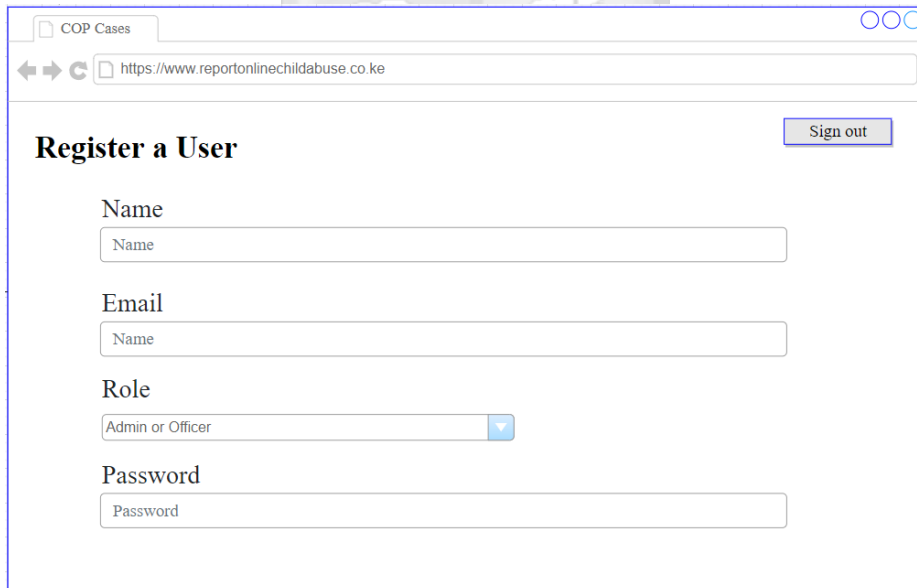 COP Cases
https://www.reportonlinechildabuse.co.ke
Sign out
Register a User
Name
Name
Email
Name
Role
Admin or Officer
Password
Password